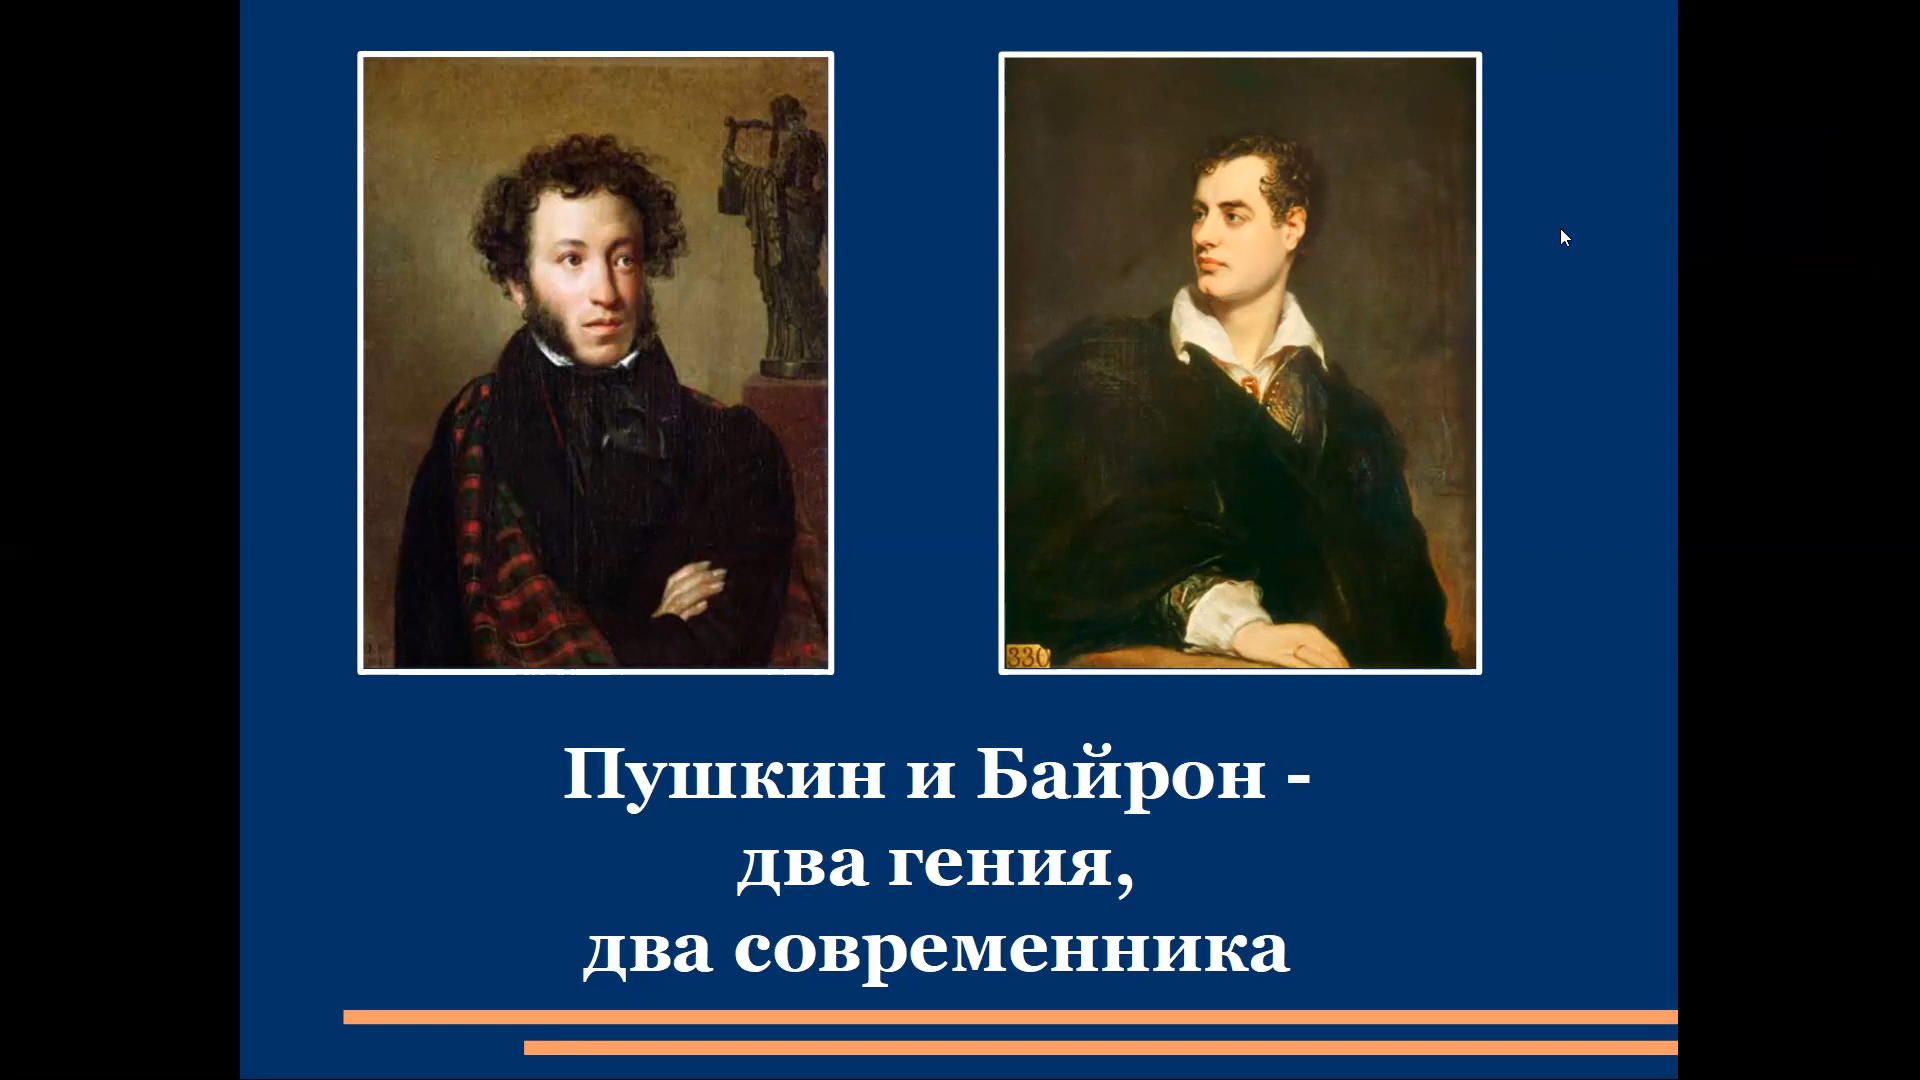 330
Пушкин и Байрон -
два гения,
два современника